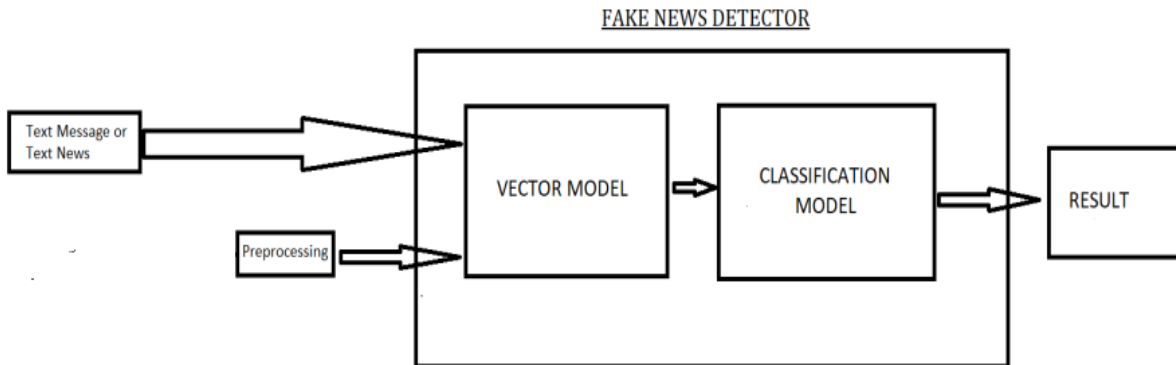 FAKE NEWS DETECTOR
Text Message or
Text News
VECTOR MODEL
CLASSIFICATION
MODEL
RESULT
Preprocessing